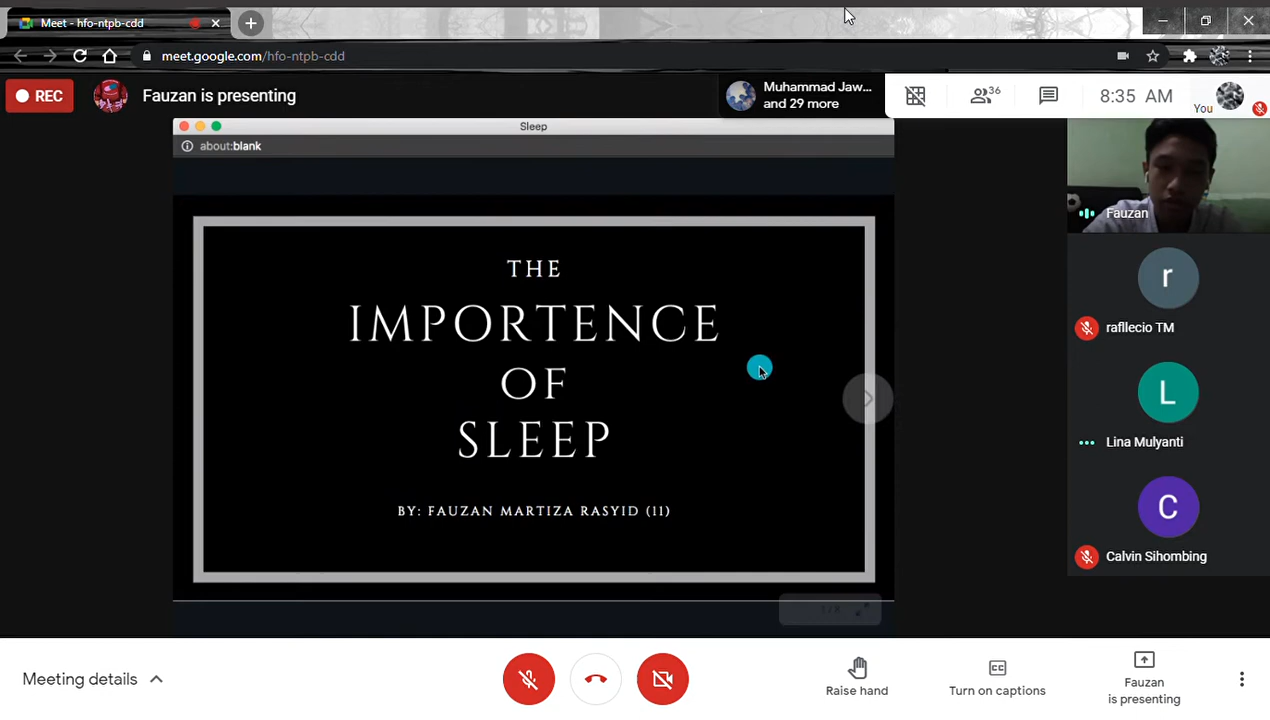 Meet - hfo-ntpb-cdd
meet.google.com/hfo-ntpb-cdd
REC
Fauzan is presenting
Muhammad Jaw...
and 29 more
36
8:35 AM
You
Sleep
about:blank
THE
IMPORTENCE
OF
SLEEP
BY: FAUZAN MARTIZA RASYID (11)
Fauzan
r
rafllecio TM
L
Lina Mulyanti
C
Calvin Sihombing
Meeting details
Raise hand
CC
Turn on captions
Fauzan
is presenting